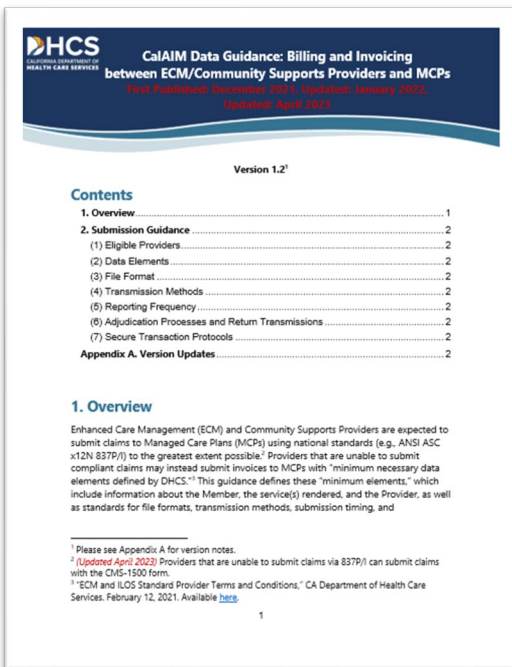 DHCS
CALIFORNIA DEPARTMENT OF
HEALTH CARE SERVICES
CalAIM Data Guidance: Billing and Invoicing
between ECM/Community Supports Providers and MCPs
First Published: December 2021, Updated: January 2022,
Updated: April 2023
Version 1.2¹
Contents
1. Overview 1
2. Submission Guidance 2
(1) Eligible Providers 2
(2) Data Elements 2
(3) File Format 2
(4) Transmission Methods 2
(5) Reporting Frequency 2
(6) Adjudication Processes and Return Transmissions 2
(7) Secure Transaction Protocols 2
Appendix A. Version Updates 2
1. Overview
Enhanced Care Management (ECM) and Community Supports Providers are expected to
submit claims to Managed Care Plans (MCPs) using national standards (e.g., ANSI ASC
x12N 837P/I) to the greatest extent possible.² Providers that are unable to submit
compliant claims may instead submit invoices to MCPs with "minimum necessary data
elements defined by DHCS."³ This guidance defines these "minimum elements," which
include information about the Member, the service(s) rendered, and the Provider, as well
as standards for file formats, transmission methods, submission timing, and
¹ Please see Appendix A for version notes.
² (Updated April 2023) Providers that are unable to submit claims via 837P/I can submit claims
with the CMS-1500 form.
³ "ECM and ILOS Standard Provider Terms and Conditions," CA Department of Health Care
Services. February 12, 2021. Available here.
1